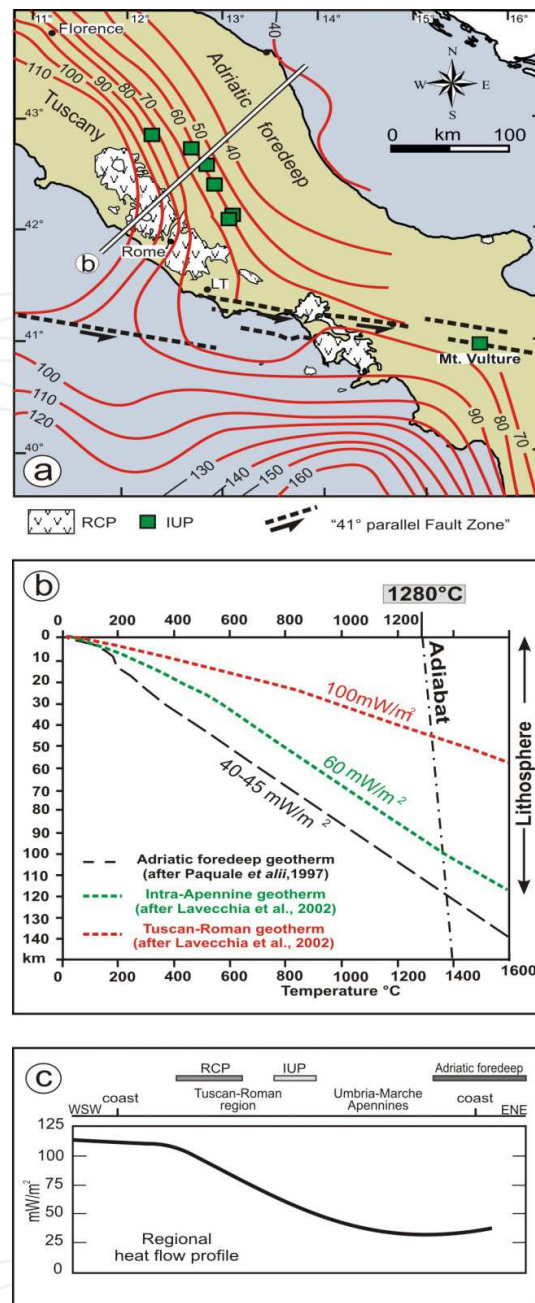 11° 12° 13° 14° 15° 16°
Florence
110 100 90 80 70 60 50 40
40
Tuscany
Adriatic
foredeep
N
W E
S
0 km 100
43°
42°
41°
40°
b
Rome
LT
Mt. Vulture
100
110
120
130
140
150
160
90
80
70
a
RCP IUP "41° parallel Fault Zone"
b
1280°C
0 200 400 600 800 1000 1200 1600
0
10
20
30
40
50
60
70
80
90
100
110
120
130
140
km
Adiabat
Lithosphere
100mW/m²
60 mW/m²
40-45 mW/m²
Adriatic foredeep geotherm
(after Paquale et alii,1997)
Intra-Apennine geotherm
(after Lavecchia et al., 2002)
Tuscan-Roman geotherm
(after Lavecchia et al., 2002)
0 200 400 600 800 1000 1200 1400 1600
Temperature °C
c
RCP IUP Adriatic foredeep
WSW coast Tuscan-Roman region Umbria-Marche Apennines coast ENE
125
100
75
50
25
0
mW/m²
Regional
heat flow profile